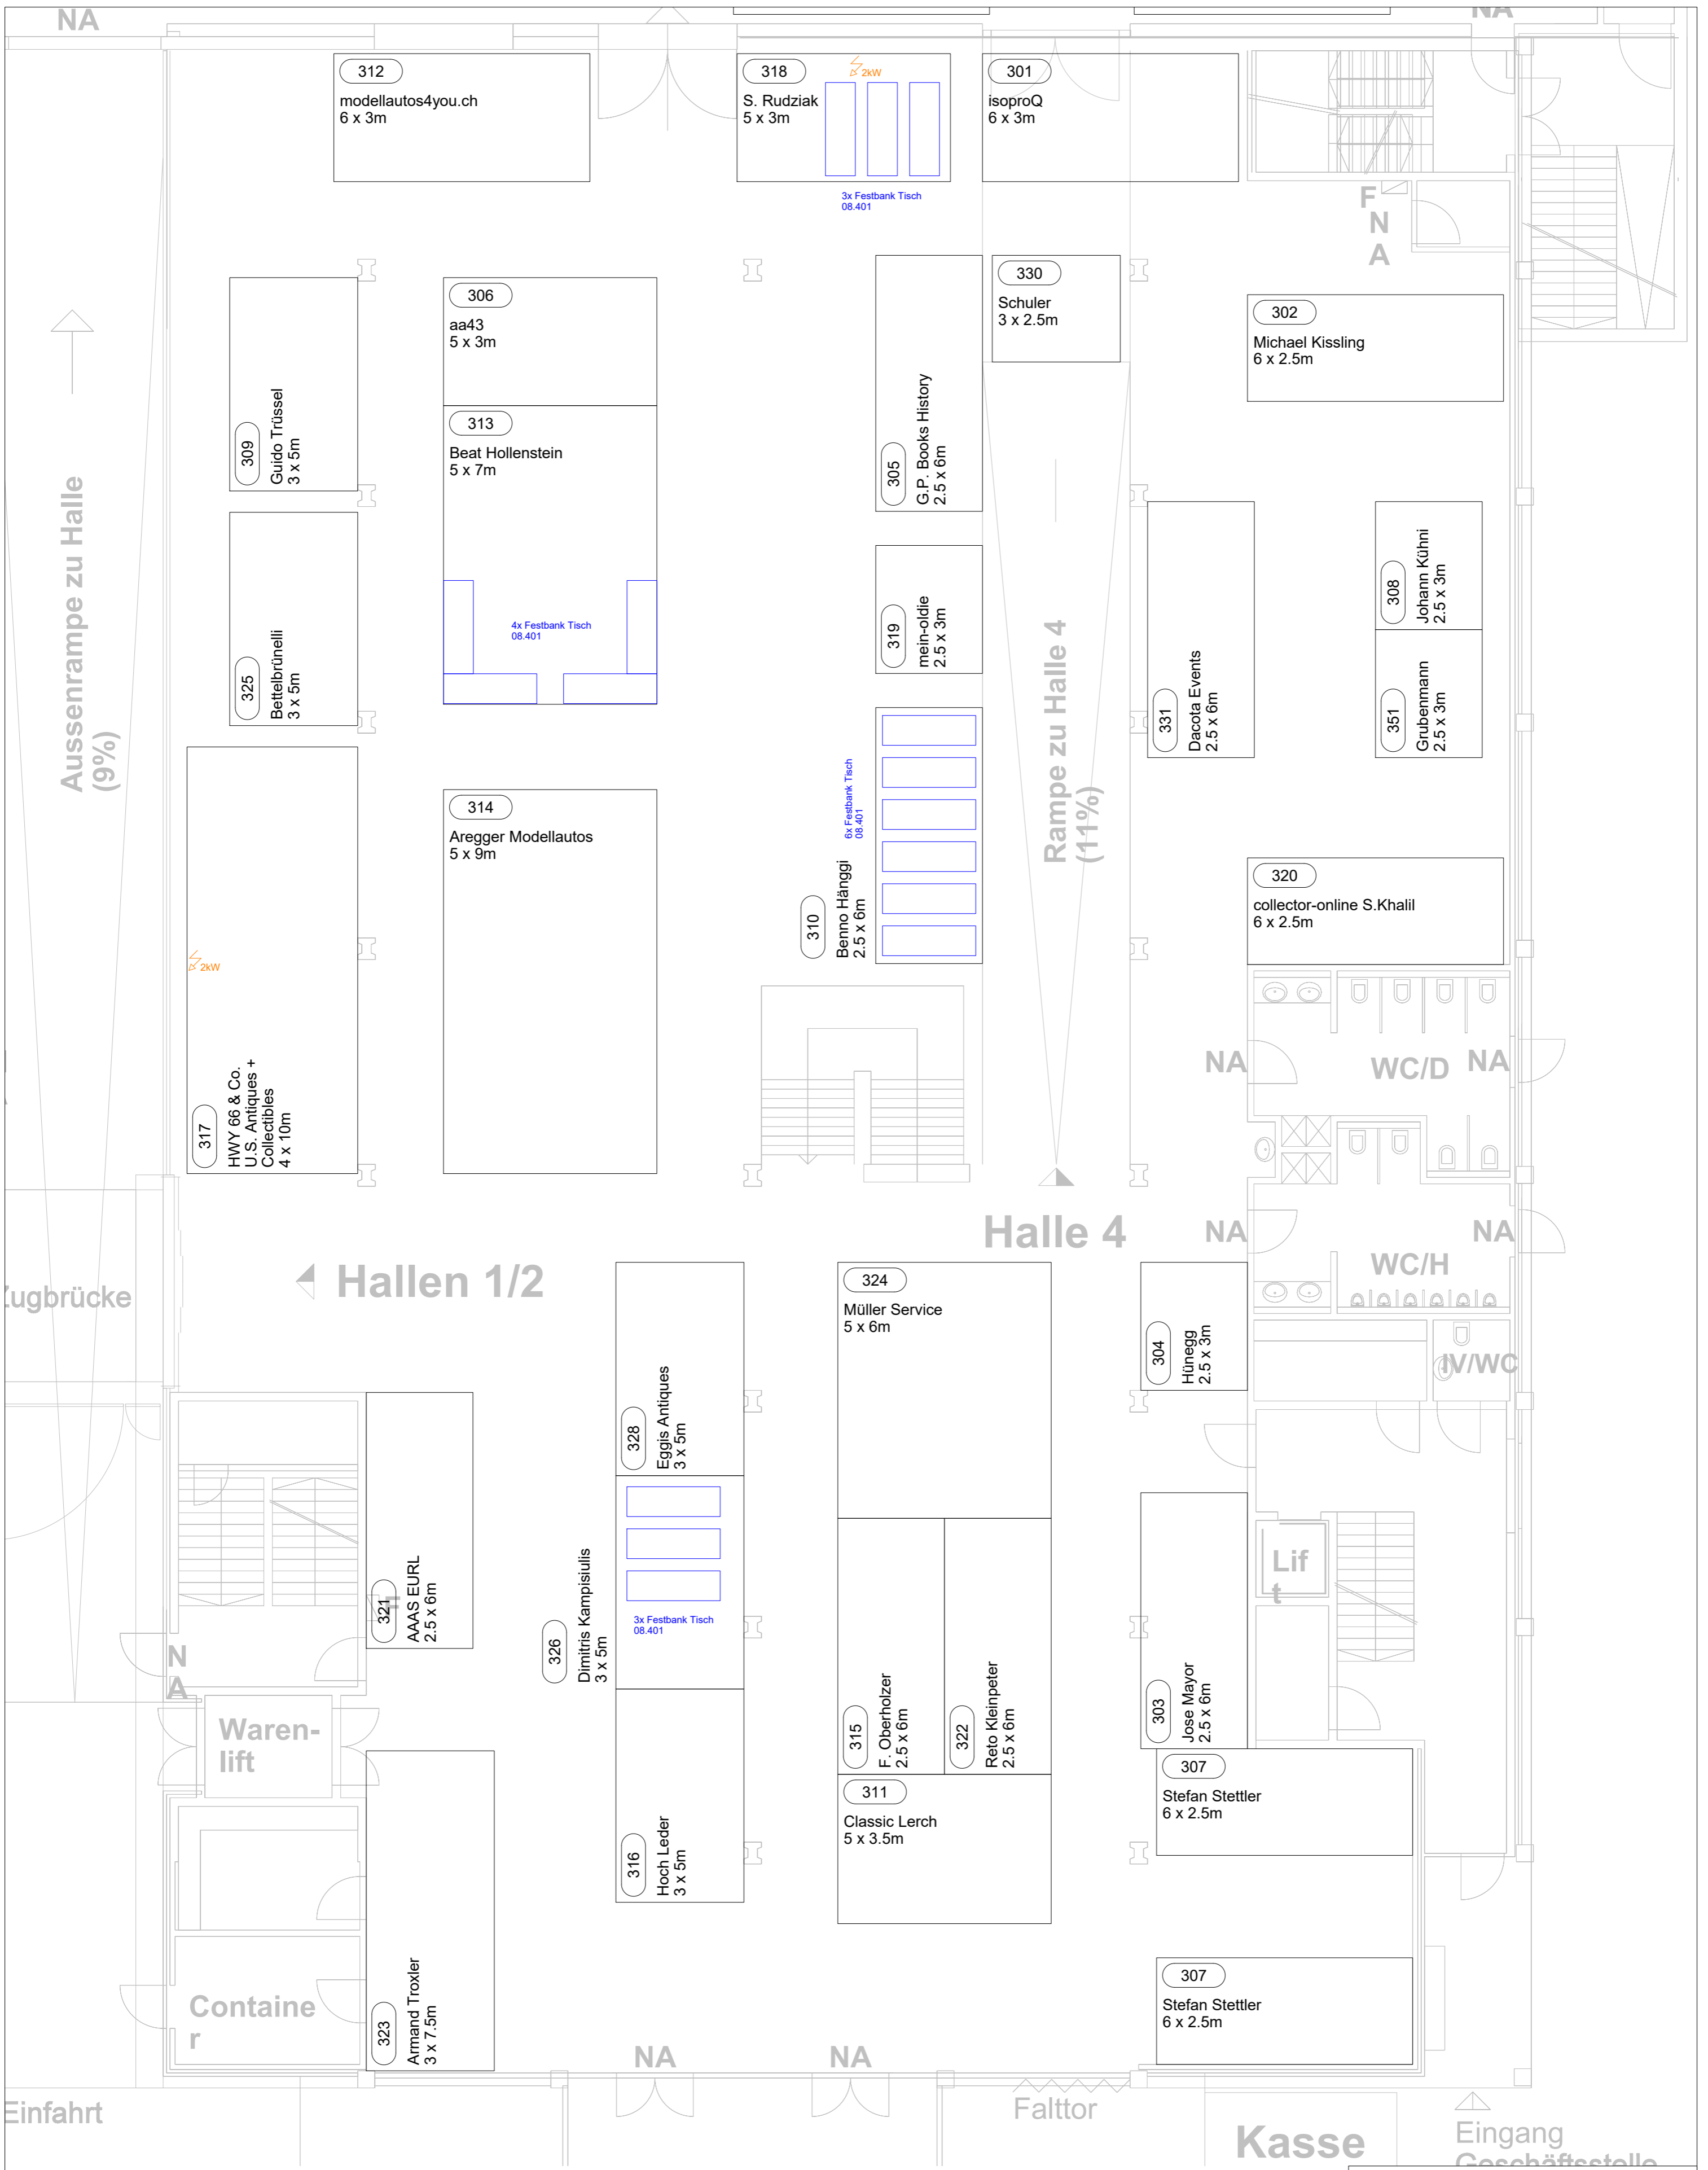 NA
NA
312
modellautos4you.ch
6 x 3m
318
S. Rudziak
5 x 3m
2kW
3x Festbank Tisch
08.401
301
isoproQ
6 x 3m
F
N
A
309
Guido Trüssel
3 x 5m
306
aa43
5 x 3m
305
G.P. Books History
2.5 x 6m
330
Schuler
3 x 2.5m
302
Michael Kissling
6 x 2.5m
313
Beat Hollenstein
5 x 7m
4x Festbank Tisch
08.401
Aussenrampe zu Halle
(9%)
325
Bettelbrünelli
3 x 5m
319
mein-oldie
2.5 x 3m
Rampe zu Halle 4
(11%)
331
Dacota Events
2.5 x 6m
308
Johann Kühni
2.5 x 3m
351
Grubenmann
2.5 x 3m
314
Aregger Modellautos
5 x 9m
310
Benno Hänggi
2.5 x 6m
6x Festbank Tisch
08.401
320
collector-online S.Khalil
6 x 2.5m
2kW
317
HWY 66 & Co.
U.S. Antiques +
Collectibles
4 x 10m
NA
WC/D
NA
Halle 4
NA
NA
WC/H
Hallen 1/2
Zugbrücke
IV/WC
324
Müller Service
5 x 6m
304
Hünegg
2.5 x 3m
328
Eggis Antiques
3 x 5m
321
AAAS EURL
2.5 x 6m
326
Dimitris Kampisiulis
3 x 5m
3x Festbank Tisch
08.401
Lif
t
N
A
Waren-
lift
315
F. Oberholzer
2.5 x 6m
322
Reto Kleinpeter
2.5 x 6m
303
Jose Mayor
2.5 x 6m
307
Stefan Stettler
6 x 2.5m
311
Classic Lerch
5 x 3.5m
316
Hoch Leder
3 x 5m
323
Armand Troxler
3 x 7.5m
Containe
r
307
Stefan Stettler
6 x 2.5m
NA
NA
Einfahrt
Falttor
Kasse
Eingang
Geschäftsstelle